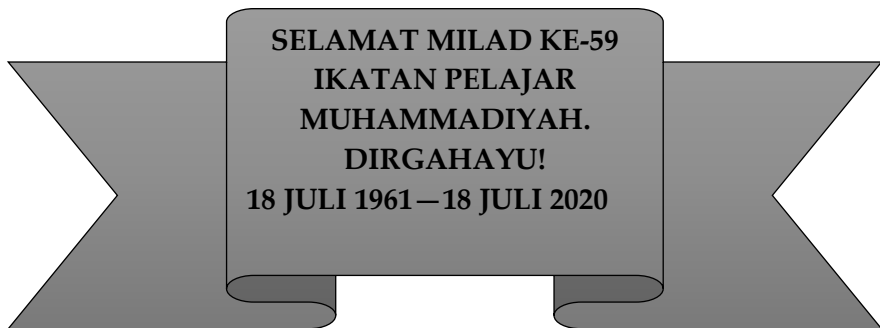 SELAMAT MILAD KE-59
IKATAN PELAJAR
MUHAMMADIYAH.
DIRGAHAYU!
18 JULI 1961—18 JULI 2020